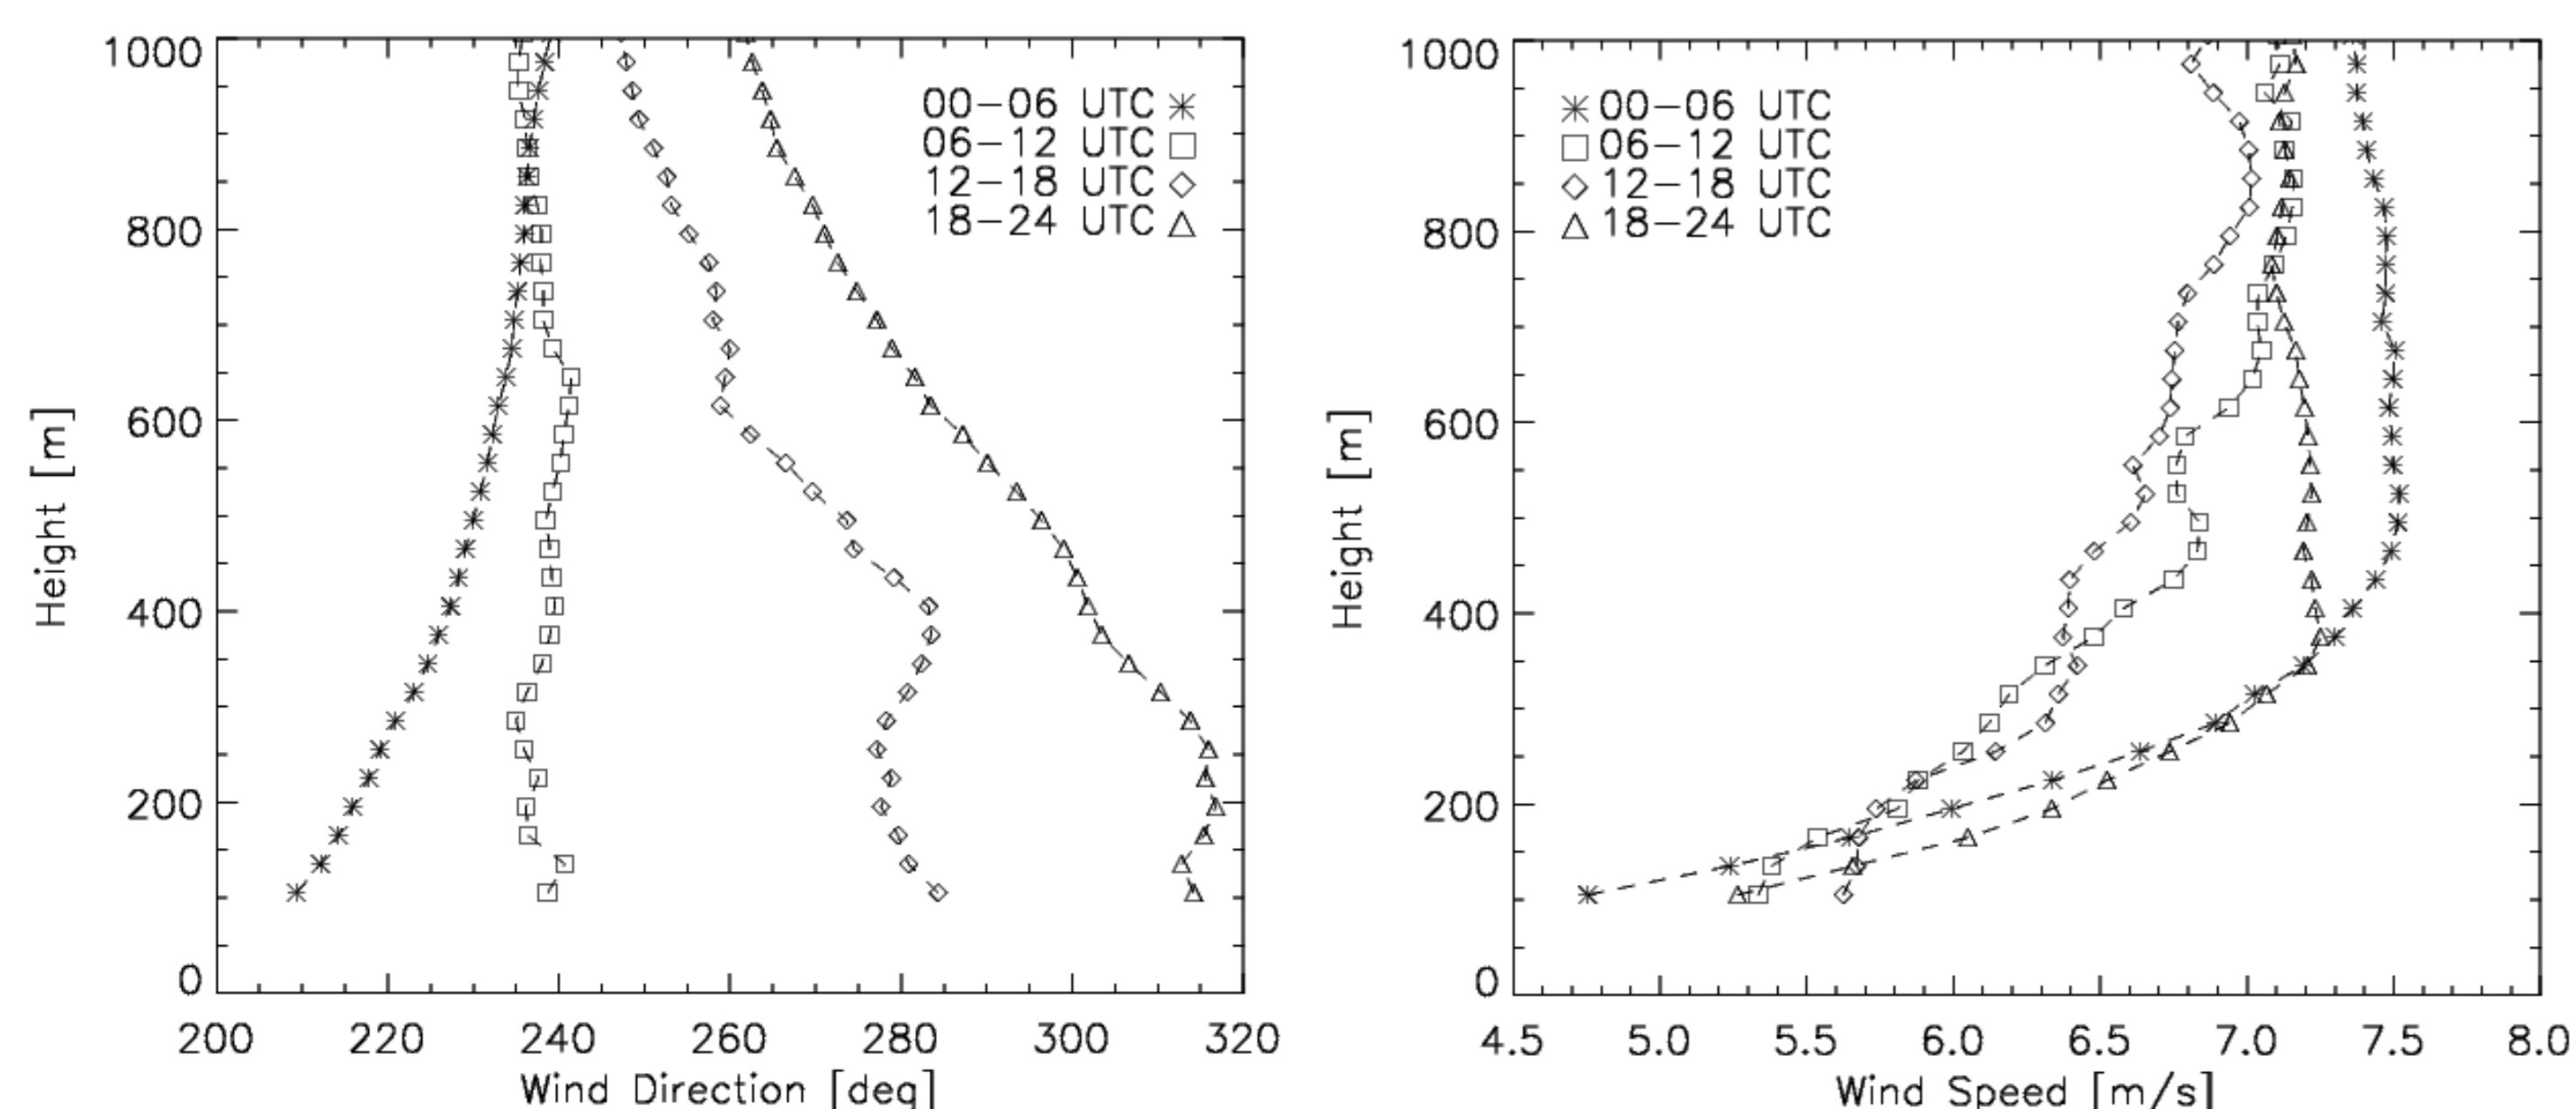 1000
800
600
400
200
0
Height [m]
00-06 UTC
06-12 UTC
12-18 UTC
18-24 UTC
200 220 240 260 280 300 320
Wind Direction [deg]
1000
800
600
400
200
0
Height [m]
00-06 UTC
06-12 UTC
12-18 UTC
18-24 UTC
4.5 5.0 5.5 6.0 6.5 7.0 7.5 8.0
Wind Speed [m/s]